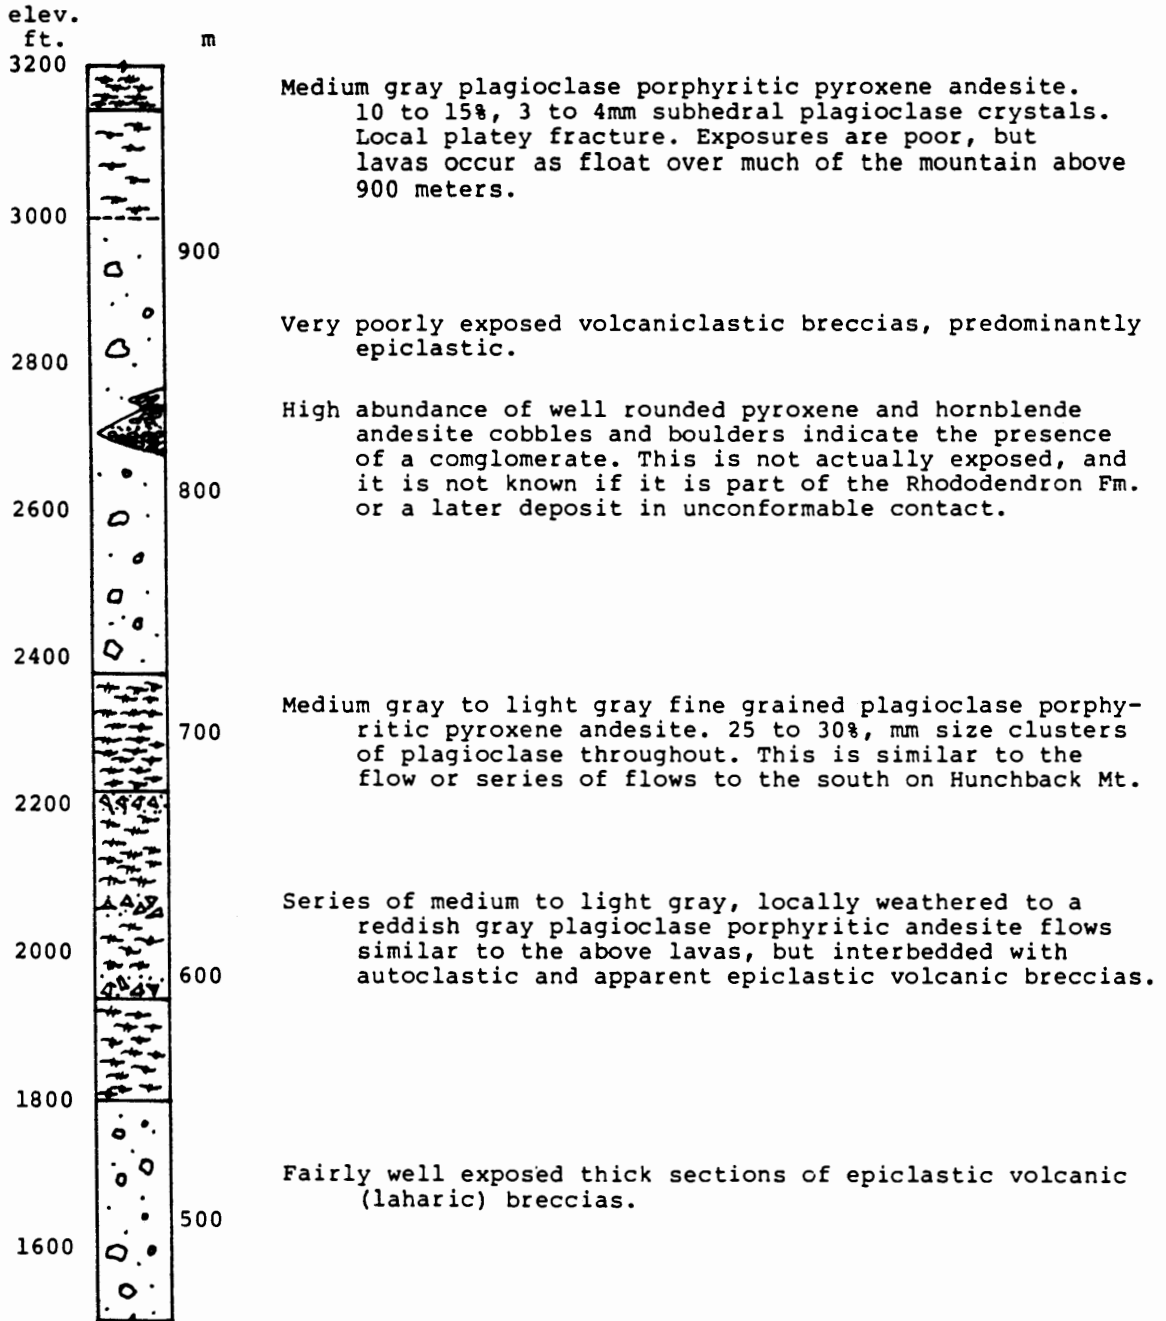 elev.
ft. m
3200
Medium gray plagioclase porphyritic pyroxene andesite.
10 to 15%, 3 to 4mm subhedral plagioclase crystals.
Local platey fracture. Exposures are poor, but
lavas occur as float over much of the mountain above
900 meters.
3000
900
Very poorly exposed volcaniclastic breccias, predominantly
epiclastic.
2800
High abundance of well rounded pyroxene and hornblende
andesite cobbles and boulders indicate the presence
of a comglomerate. This is not actually exposed, and
it is not known if it is part of the Rhododendron Fm.
or a later deposit in unconformable contact.
800
2600
2400
Medium gray to light gray fine grained plagioclase porphy-
ritic pyroxene andesite. 25 to 30%, mm size clusters
of plagioclase throughout. This is similar to the
flow or series of flows to the south on Hunchback Mt.
700
2200
Series of medium to light gray, locally weathered to a
reddish gray plagioclase porphyritic andesite flows
similar to the above lavas, but interbedded with
autoclastic and apparent epiclastic volcanic breccias.
2000
600
1800
Fairly well exposed thick sections of epiclastic volcanic
(laharic) breccias.
500
1600